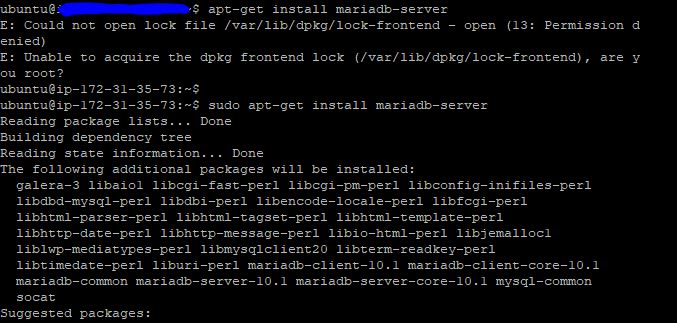 ubuntu@i $ apt-get install mariadb-server
E: Could not open lock file /var/lib/dpkg/lock-frontend - open (13: Permission d
enied)
E: Unable to acquire the dpkg frontend lock (/var/lib/dpkg/lock-frontend), are y
ou root?
ubuntu@ip-172-31-35-73:~$
ubuntu@ip-172-31-35-73:~$ sudo apt-get install mariadb-server
Reading package lists... Done
Building dependency tree
Reading state information... Done
The following additional packages will be installed:
galera-3 libaio1 libcgi-fast-perl libcgi-pm-perl libconfig-inifiles-perl
libdbd-mysql-perl libdbi-perl libencode-locale-perl libfcgi-perl
libhtml-parser-perl libhtml-tagset-perl libhtml-template-perl
libhttp-date-perl libhttp-message-perl libio-html-perl libjemalloc1
liblwp-mediatypes-perl libmysqlclient20 libterm-readkey-perl
libtimedate-perl liburi-perl mariadb-client-10.1 mariadb-client-core-10.1
mariadb-common mariadb-server-10.1 mariadb-server-core-10.1 mysql-common
socat
Suggested packages: